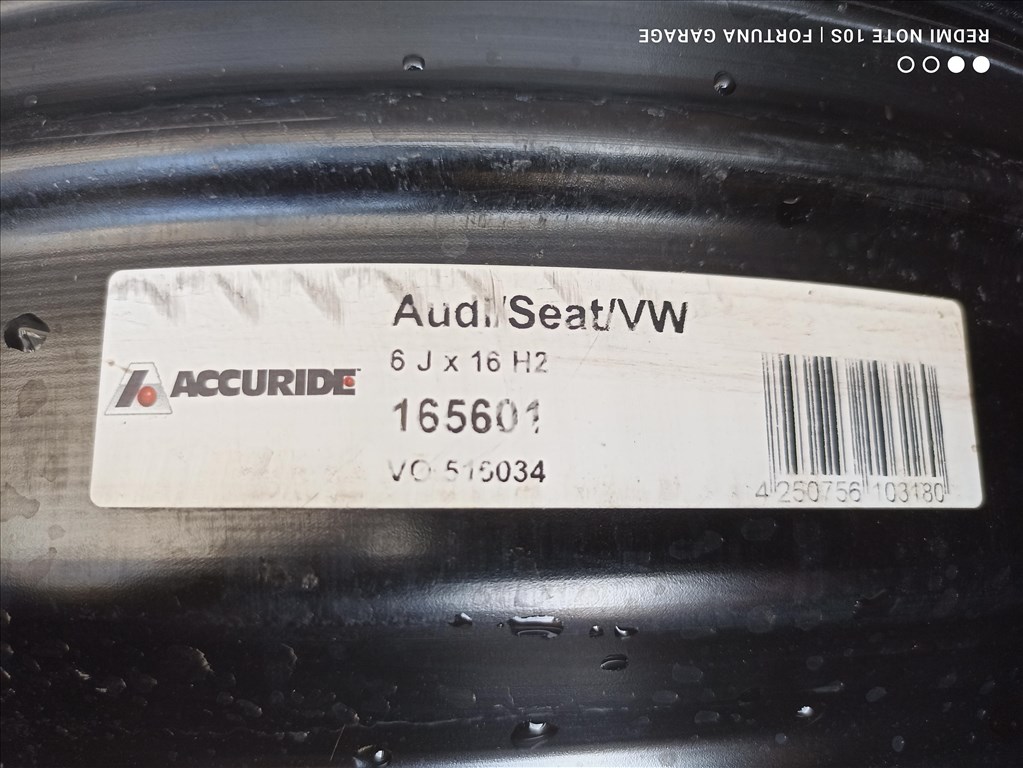 REDMI NOTE 10S | FORTUNA GARAGE
Audi/Seat/VW
6 J x 16 H2
ACCURIDE
165601
VO 516034
4 250756 103180